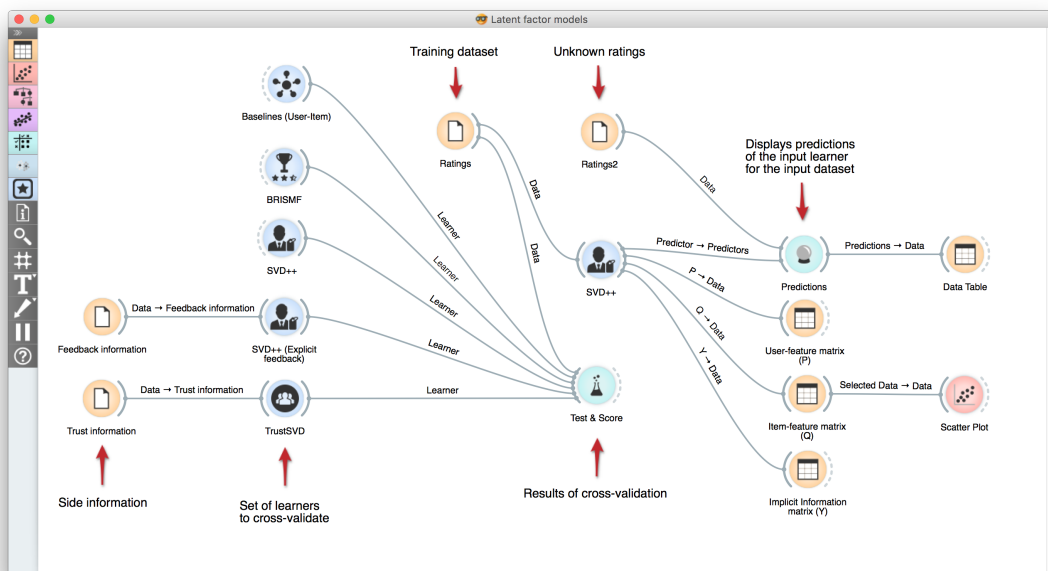 Latent factor models
Training dataset
Unknown ratings
Baselines (User-Item)
Ratings
Ratings2
Displays predictions
of the input learner
for the input dataset
BRISMF
Data
Data
Data
Learner
Learner
Learner
Learner
Learner
SVD++
SVD++
Predictor → Predictors
P → Data
Q → Data
Y → Data
Predictions
Predictions → Data
Data Table
Data → Feedback information
Feedback information
SVD++ (Explicit
feedback)
User-feature matrix
(P)
Data → Trust information
Trust information
TrustSVD
Test & Score
Selected Data → Data
Item-feature matrix
(Q)
Scatter Plot
Side information
Set of learners
to cross-validate
Results of cross-validation
Implicit Information
matrix (Y)